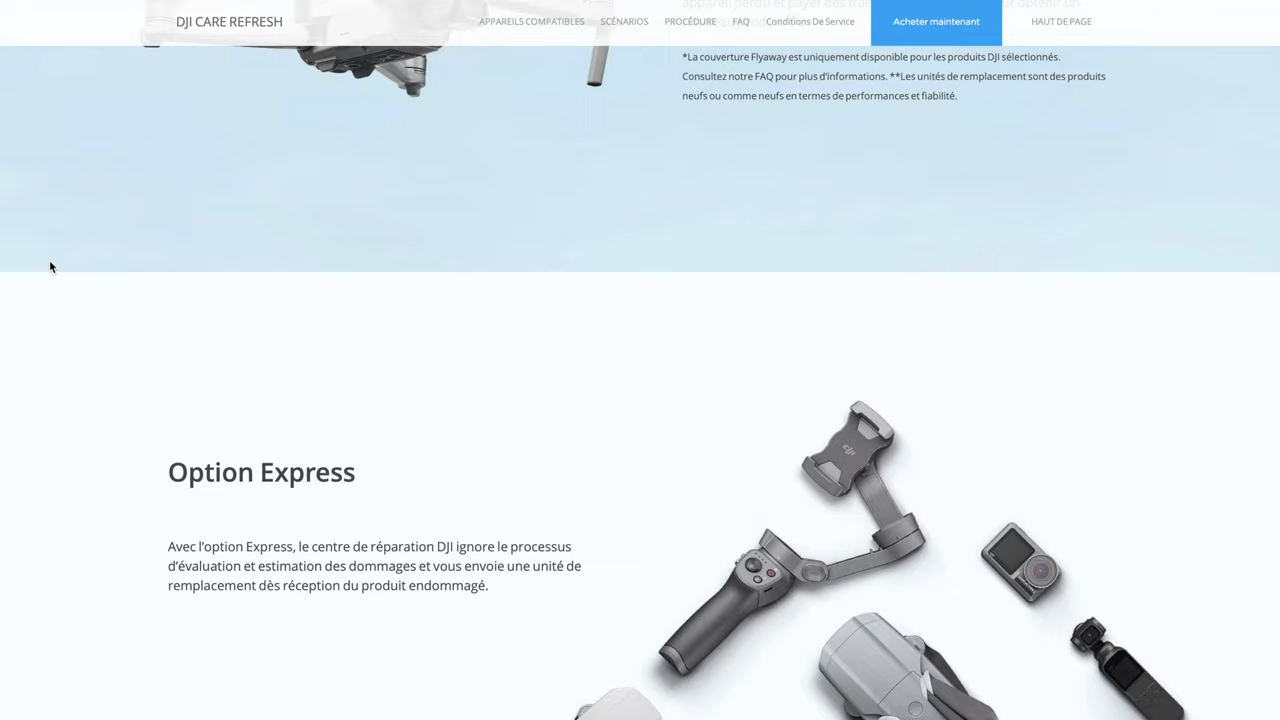 DJI CARE REFRESH
APPAREILS COMPATIBLES
SCÉNARIOS
PROCÉDURE
FAQ
Conditions De Service
Acheter maintenant
HAUT DE PAGE
*La couverture Flyaway est uniquement disponible pour les produits DJI sélectionnés.
Consultez notre FAQ pour plus d’informations. **Les unités de remplacement sont des produits
neufs ou comme neufs en termes de performances et fiabilité.
Option Express
Avec l’option Express, le centre de réparation DJI ignore le processus
d’évaluation et estimation des dommages et vous envoie une unité de
remplacement dès réception du produit endommagé.
dji